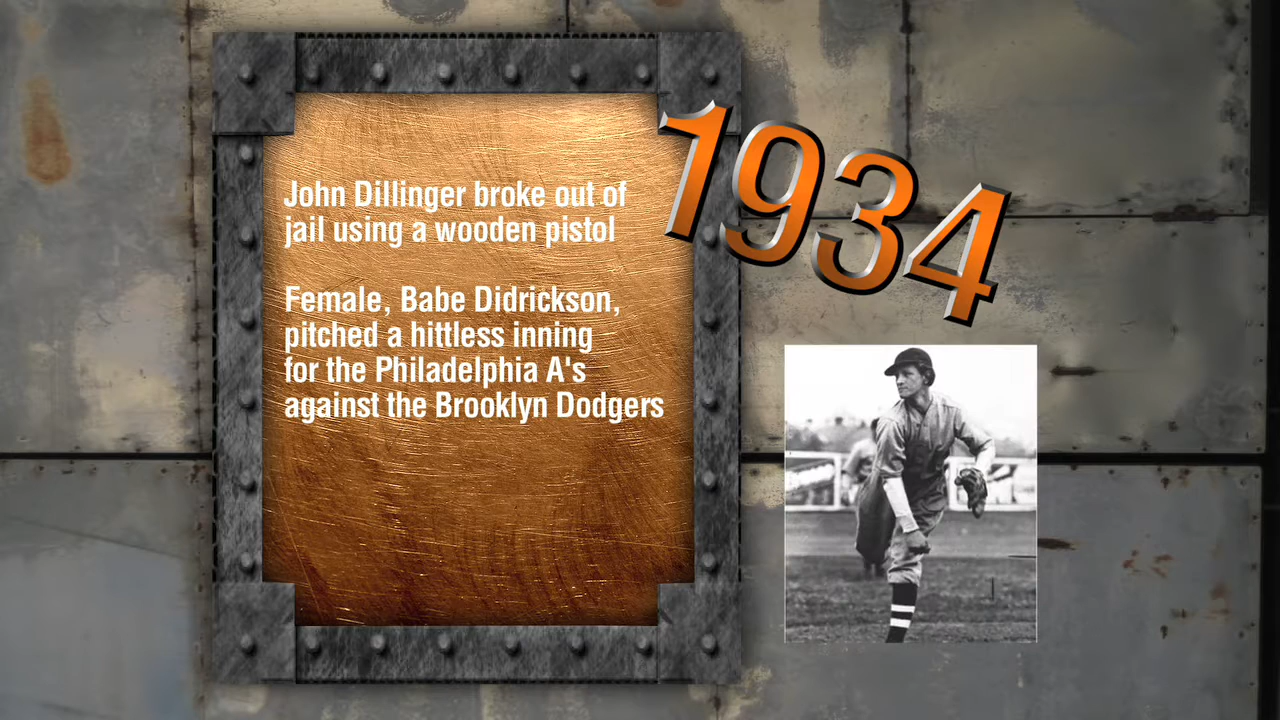 1934
John Dillinger broke out of
jail using a wooden pistol
Female, Babe Didrickson,
pitched a hittless inning
for the Philadelphia A's
against the Brooklyn Dodgers